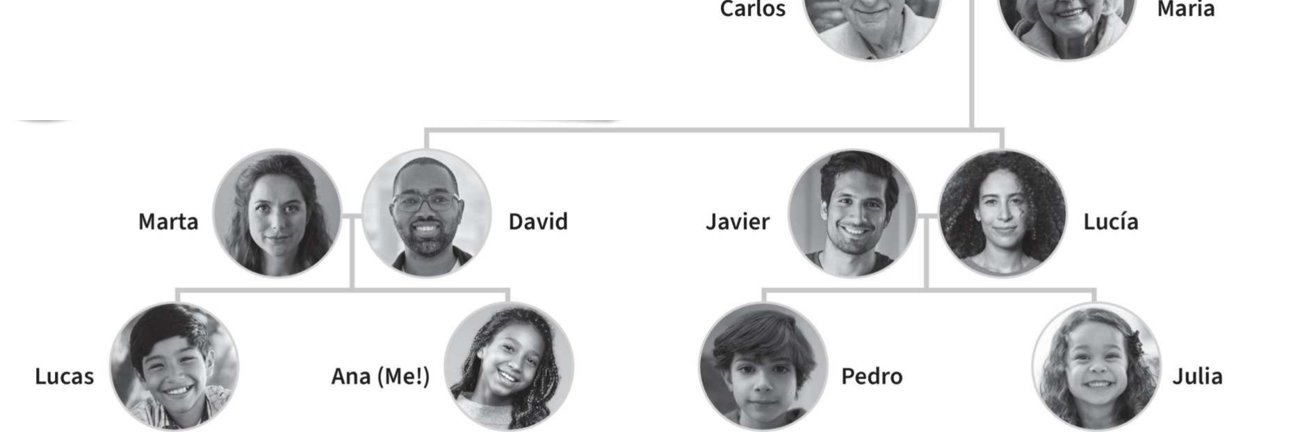 Carlos
Maria
Marta
David
Javier
Lucía
Lucas
Ana (Me!)
Pedro
Julia